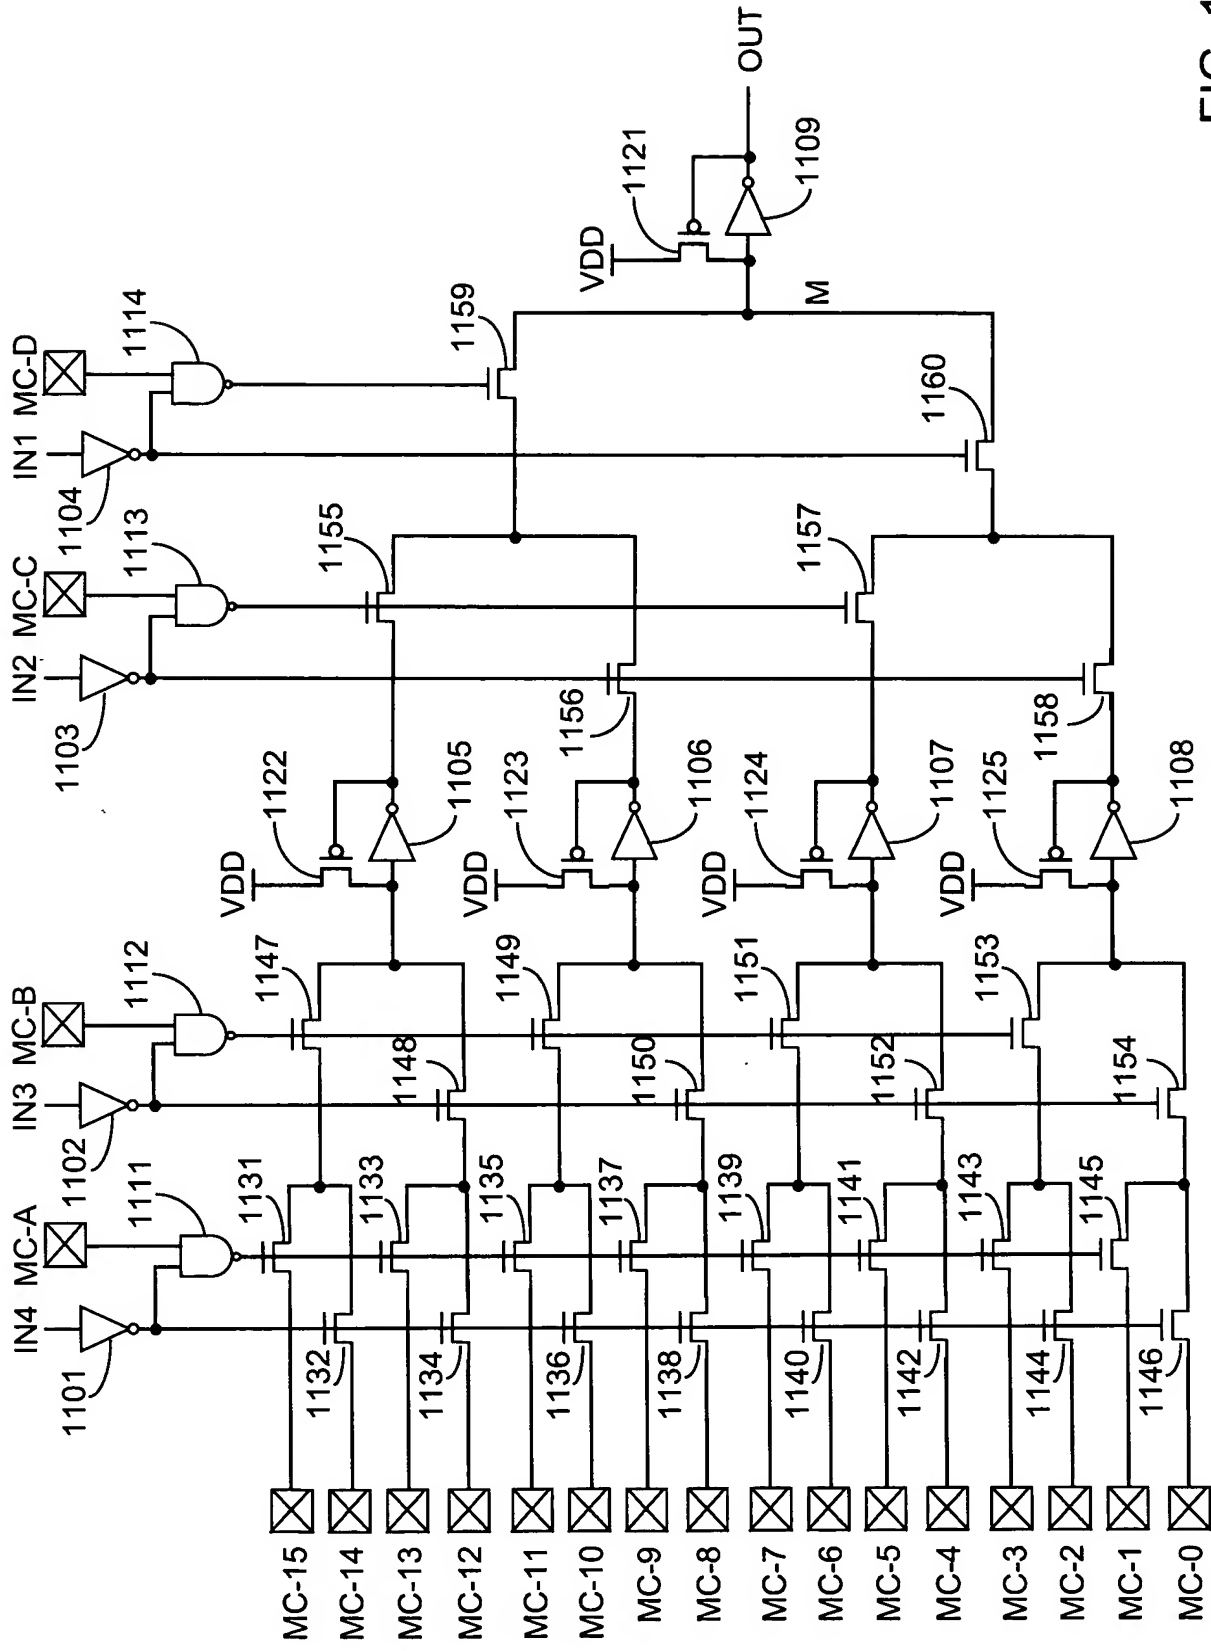 IN4 MC-A IN3 MC-B IN2 MC-C IN1 MC-D
1101 1111 1102 1112 1103 1113 1104 1114
1131 1147 VDD 1122 1155 1159 VDD 1121 OUT
1132 1133 1148 1105 1109
1134 1135 1149 VDD 1123 1156 M
1136 1137 1150 1106
1138 1139 1151 VDD 1124 1157 1160
1140 1141 1152 1107
1142 1143 1153 VDD 1125 1158
1144 1145 1154 1108
1146
MC-15
MC-14
MC-13
MC-12
MC-11
MC-10
MC-9
MC-8
MC-7
MC-6
MC-5
MC-4
MC-3
MC-2
MC-1
MC-0